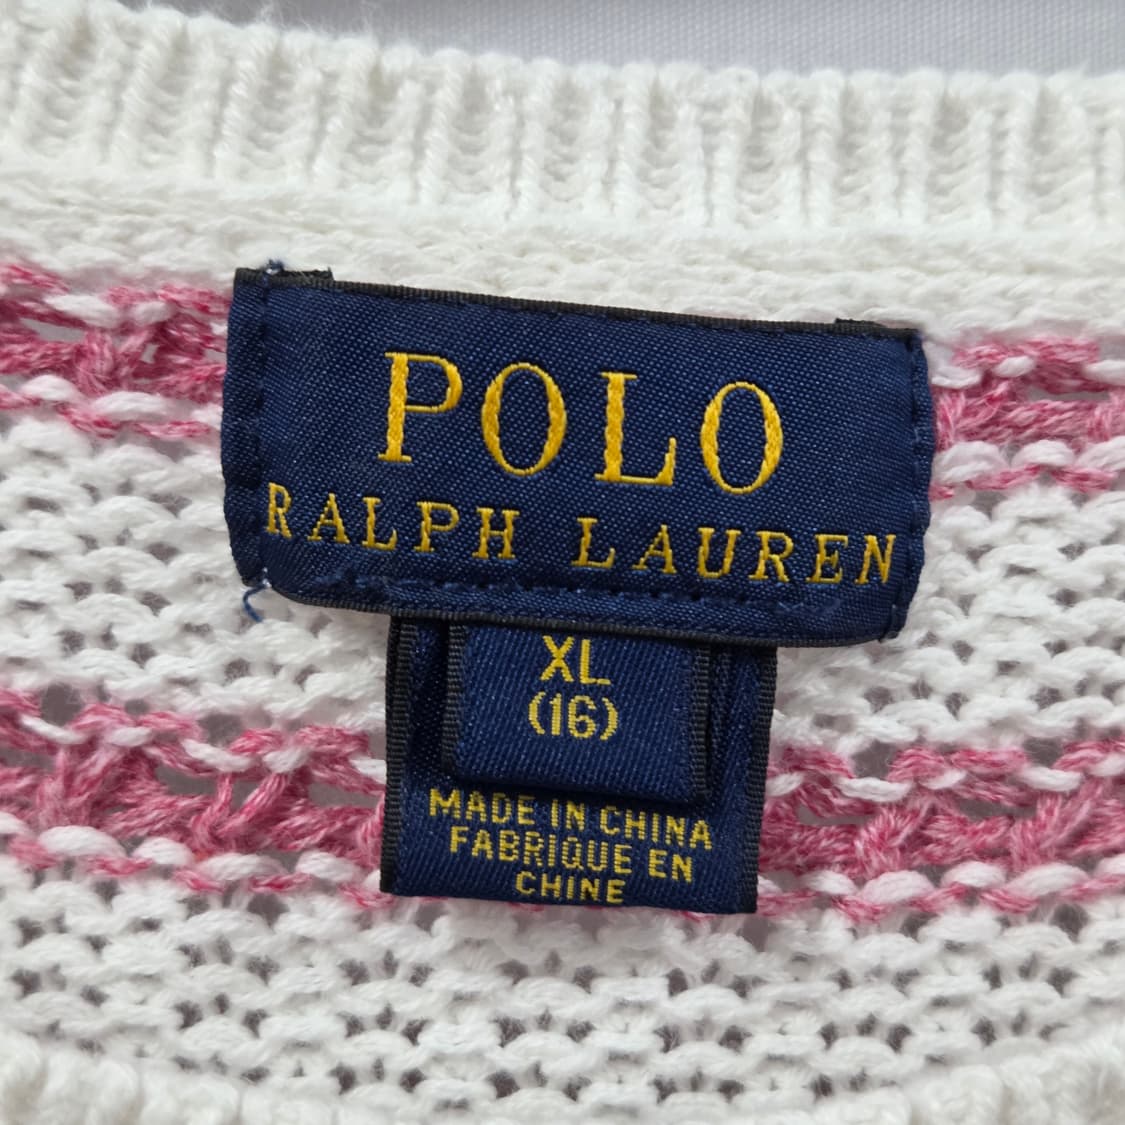 POLO
RALPH LAUREN
XL
(16)
MADE IN CHINA
FABRIQUE EN
CHINE